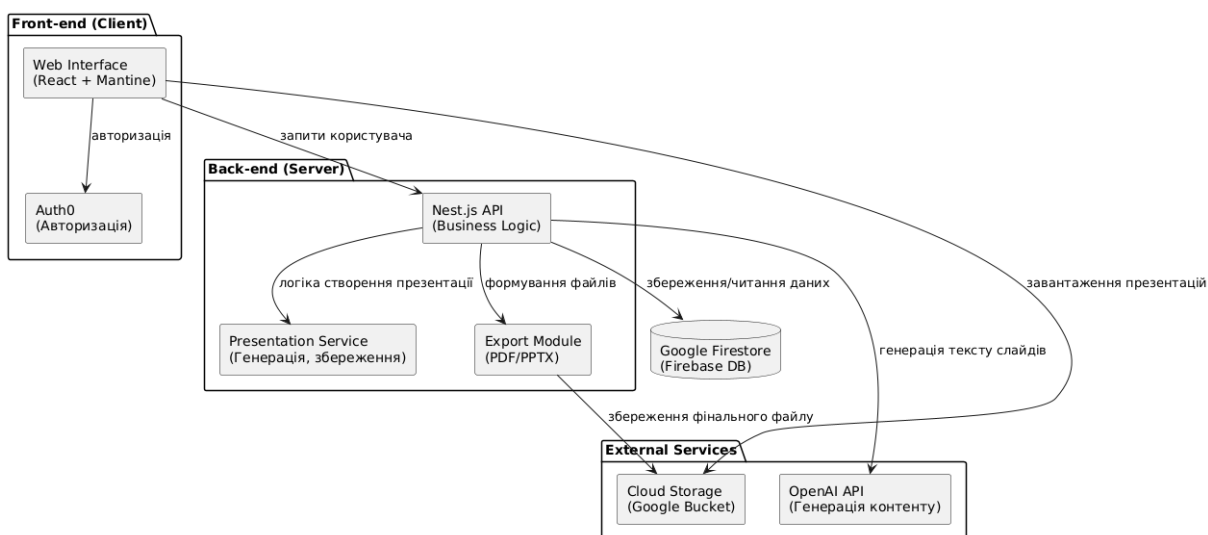 Front-end (Client)
Web Interface
(React + Mantine)
авторизація
запити користувача
Auth0
(Авторизація)
Back-end (Server)
Nest.js API
(Business Logic)
логіка створення презентації
формування файлів
збереження/читання даних
завантаження презентацій
Presentation Service
(Генерація, збереження)
Export Module
(PDF/PPTX)
Google Firestore
(Firebase DB)
генерація тексту слайдів
збереження фінального файлу
External Services
Cloud Storage
(Google Bucket)
OpenAI API
(Генерація контенту)